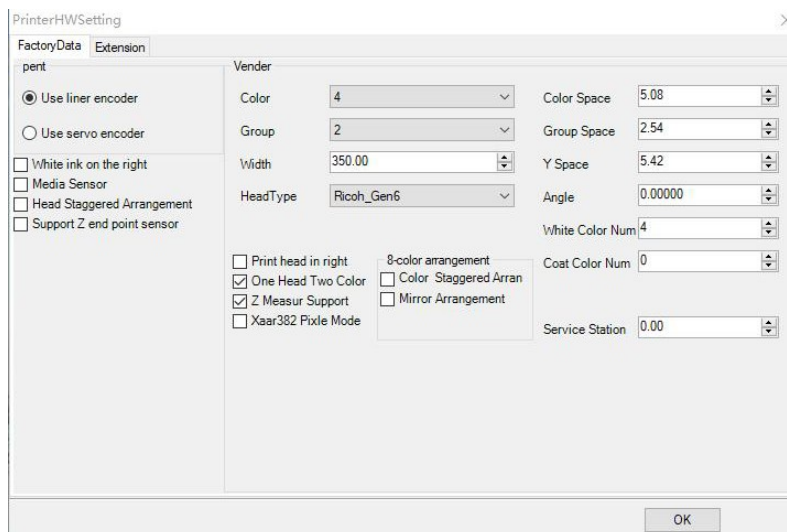 PrinterHWSetting
FactoryData Extension
pent
Use liner encoder
Use servo encoder
White ink on the right
Media Sensor
Head Staggered Arrangement
Support Z end point sensor
Vender
Color 4
Group 2
Width 350.00
HeadType Ricoh_Gen6
Print head in right
One Head Two Color
Z Measur Support
Xaar382 Pixle Mode
8-color arrangement
Color Staggered Arran
Mirror Arrangement
Color Space 5.08
Group Space 2.54
Y Space 5.42
Angle 0.00000
White Color Num 4
Coat Color Num 0
Service Station 0.00
OK